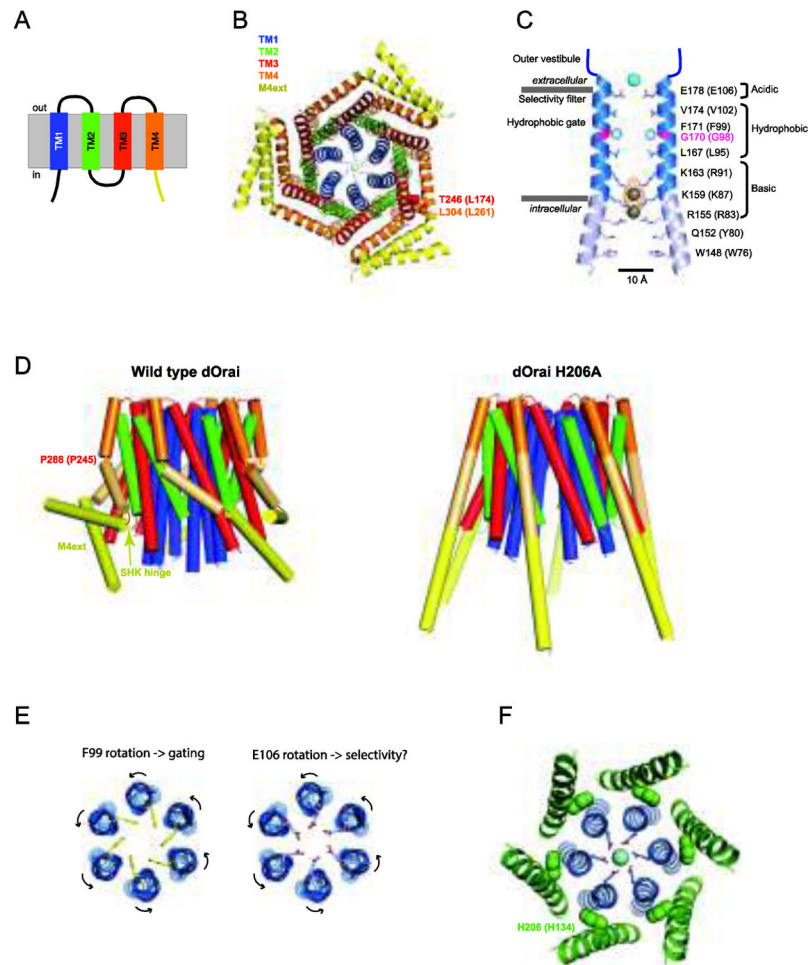 A
out
TM1
TM2
TM3
TM4
in
B
TM1
TM2
TM3
TM4
M4ext
T246 (L174)
L304 (L261)
C
Outer vestibule
extracellular
Selectivity filter
Hydrophobic gate
intracellular
E178 (E106)
V174 (V102)
F171 (F99)
G170 (G98)
L167 (L95)
K163 (R91)
K159 (K87)
R155 (R83)
Q152 (Y80)
W148 (W76)
Acidic
Hydrophobic
Basic
10 Å
D
Wild type dOrai
dOrai H206A
P288 (P245)
M4ext
SHK hinge
E
F99 rotation -> gating
E106 rotation -> selectivity?
F
H206 (H134)